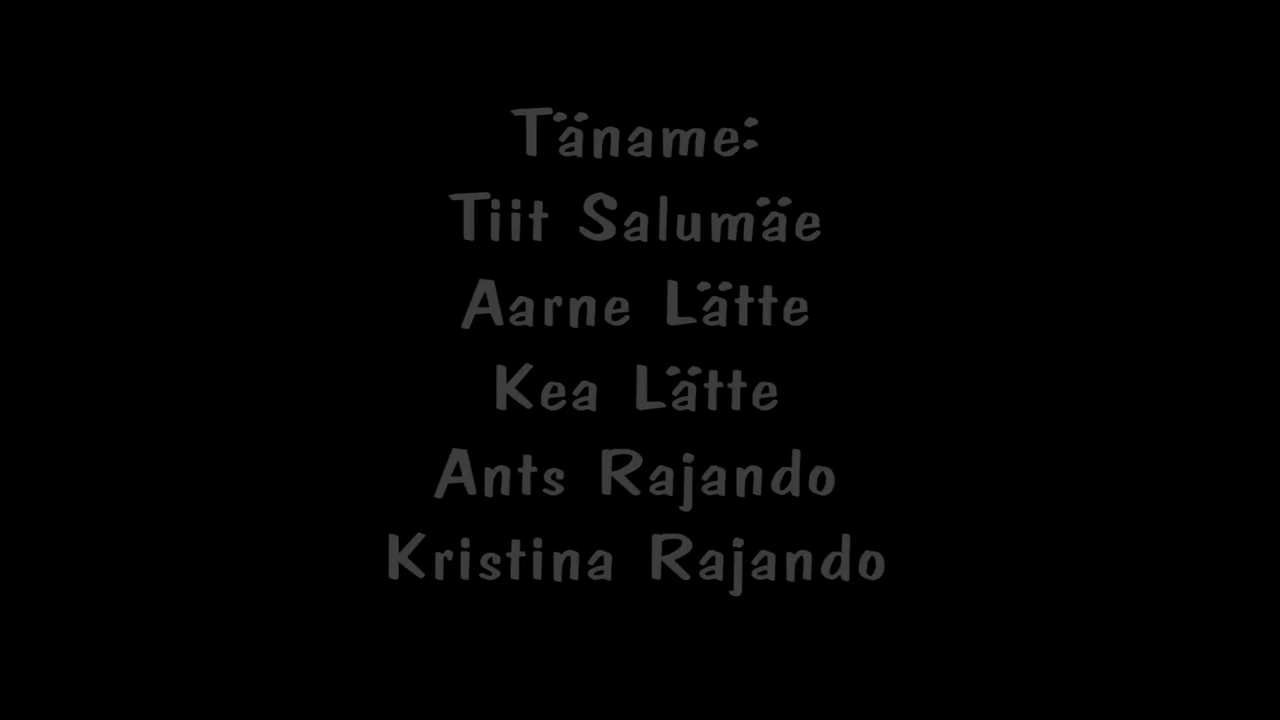 Täname:
Tiit Salumäe
Aarne Lätte
Kea Lätte
Ants Rajando
Kristina Rajando